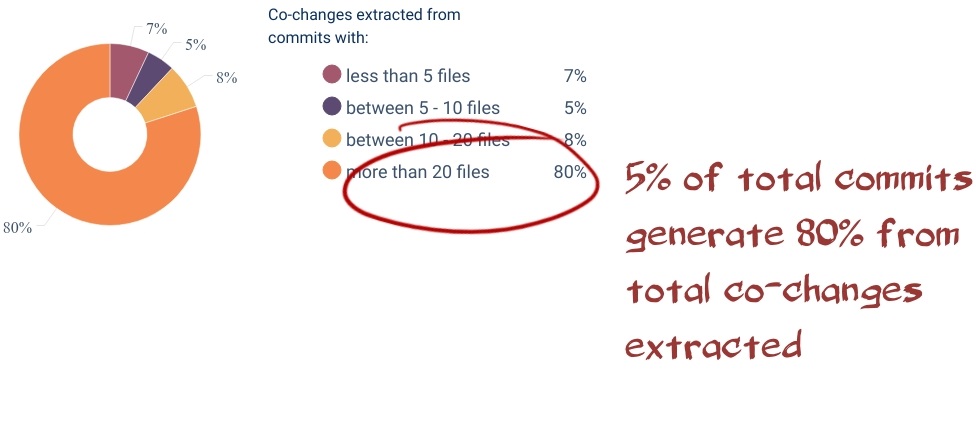 7%
5%
8%
80%
Co-changes extracted from
commits with:
less than 5 files 7%
between 5 - 10 files 5%
between 10 - 20 files 8%
more than 20 files 80%
5% of total commits
generate 80% from
total co-changes
extracted